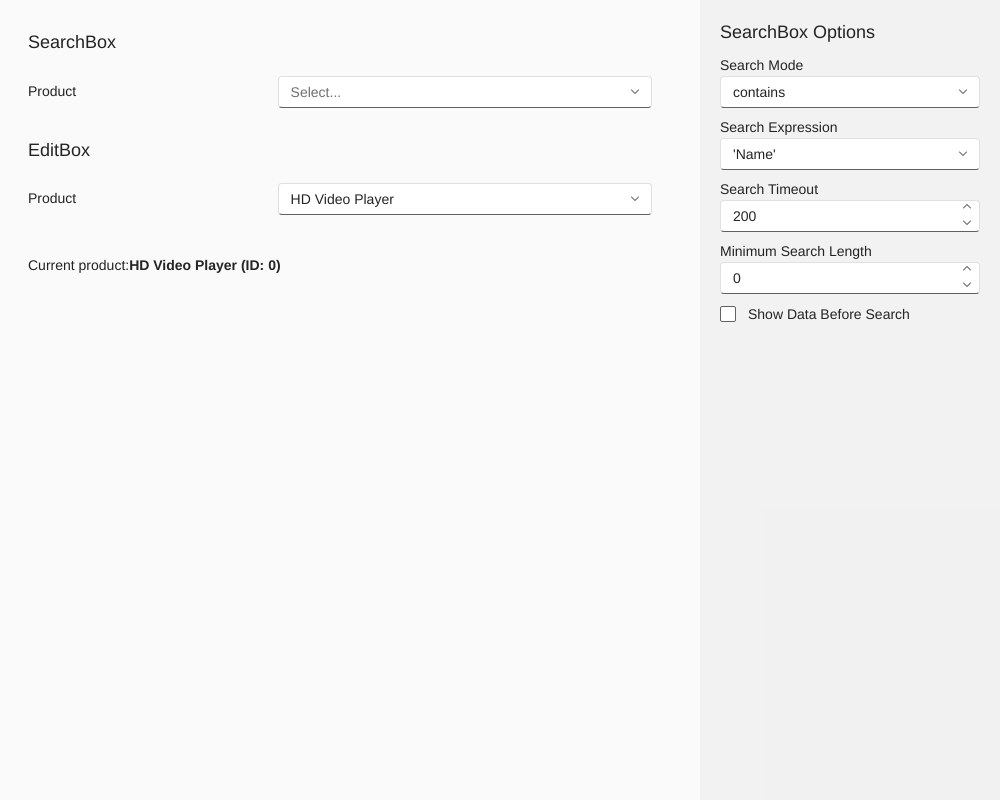 SearchBox
Product
Select...
EditBox
Product
HD Video Player
Current product:HD Video Player (ID: 0)
SearchBox Options
Search Mode
contains
Search Expression
'Name'
Search Timeout
200
Minimum Search Length
0
Show Data Before Search